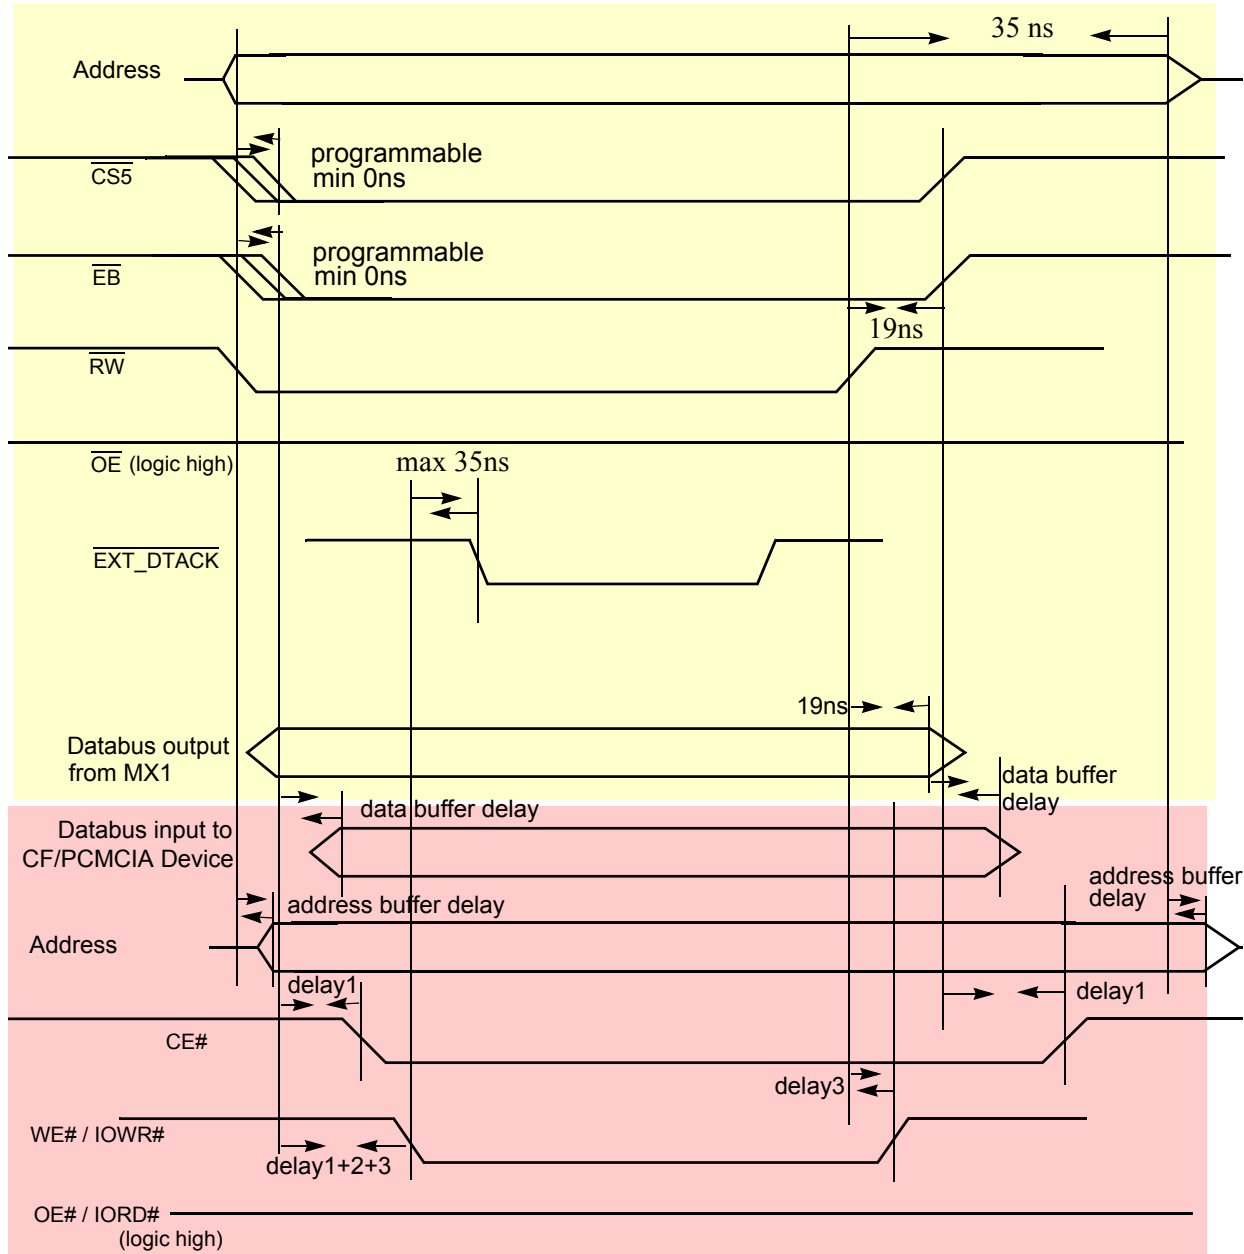 35 ns
Address
programmable
min 0ns
CS5
programmable
min 0ns
EB
19ns
RW
OE (logic high)
max 35ns
EXT_DTACK
19ns
Databus output
from MX1
data buffer
delay
data buffer delay
Databus input to
CF/PCMCIA Device
address buffer
delay
address buffer delay
Address
delay1
delay1
CE#
delay3
WE# / IOWR#
delay1+2+3
OE# / IORD#
(logic high)